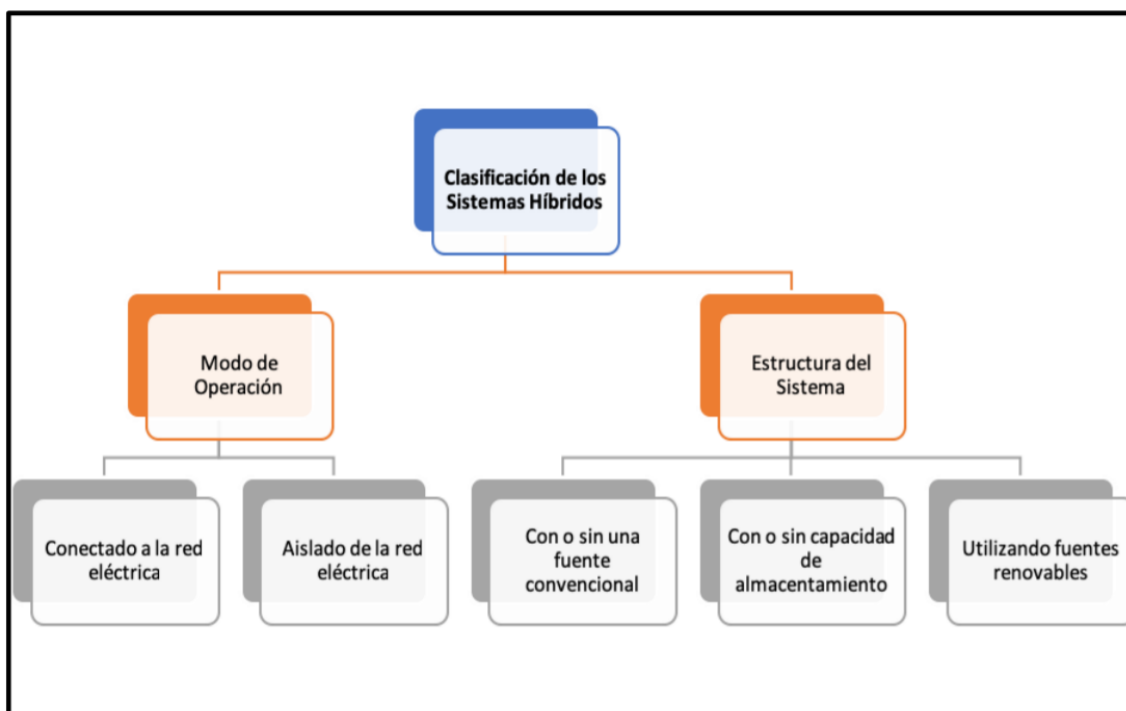 Clasificación de los
Sistemas Híbridos
Modo de
Operación
Estructura del
Sistema
Conectado a la red
eléctrica
Aislado de la red
eléctrica
Con o sin una
fuente
convencional
Con o sin capacidad
de
almacentamiento
Utilizando fuentes
renovables